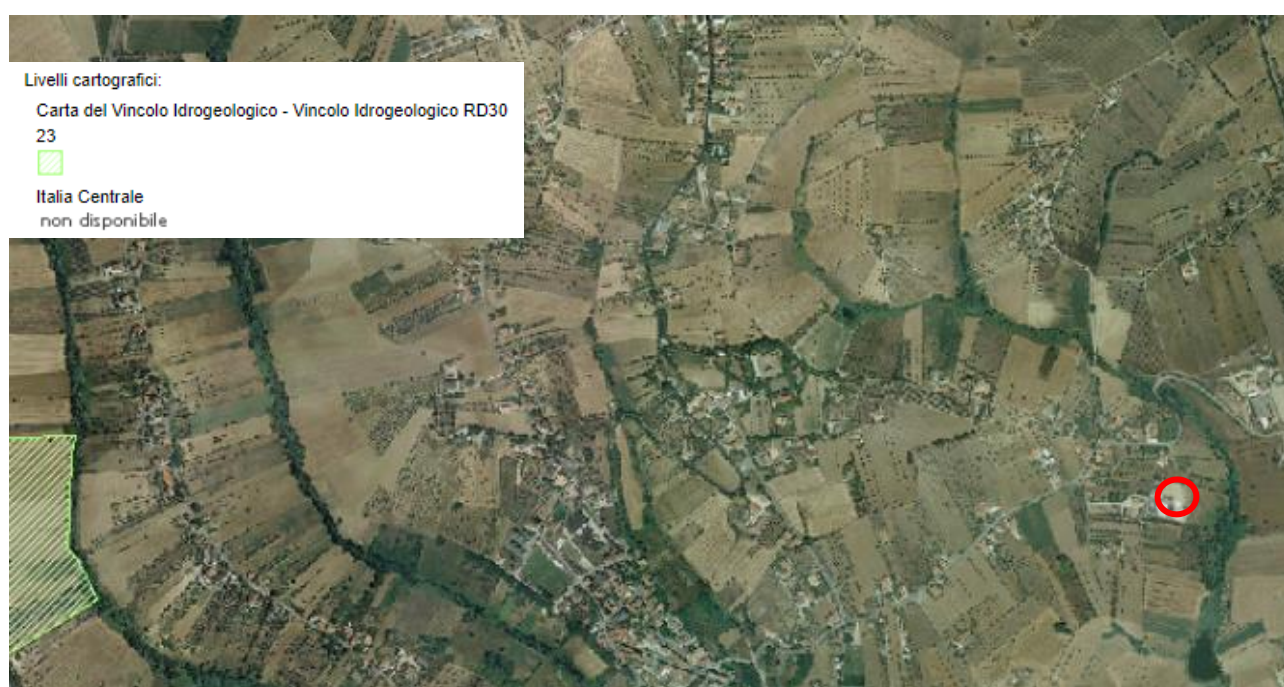 Livelli cartografici:
Carta del Vincolo Idrogeologico - Vincolo Idrogeologico RD30
23
Italia Centrale
non disponibile